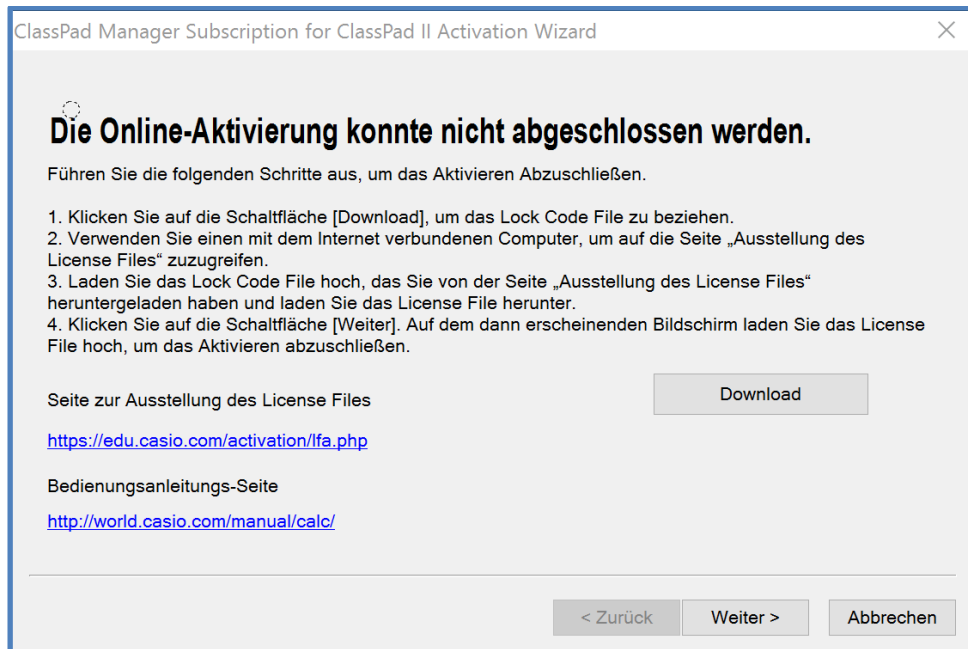 ClassPad Manager Subscription for ClassPad II Activation Wizard
Die Online-Aktivierung konnte nicht abgeschlossen werden.
Führen Sie die folgenden Schritte aus, um das Aktivieren Abzuschließen.
1. Klicken Sie auf die Schaltfläche [Download], um das Lock Code File zu beziehen.
2. Verwenden Sie einen mit dem Internet verbundenen Computer, um auf die Seite „Ausstellung des
License Files“ zuzugreifen.
3. Laden Sie das Lock Code File hoch, das Sie von der Seite „Ausstellung des License Files“
heruntergeladen haben und laden Sie das License File herunter.
4. Klicken Sie auf die Schaltfläche [Weiter]. Auf dem dann erscheinenden Bildschirm laden Sie das License
File hoch, um das Aktivieren abzuschließen.
Download
Seite zur Ausstellung des License Files
https://edu.casio.com/activation/lfa.php
Bedienungsanleitungs-Seite
http://world.casio.com/manual/calc/
< Zurück
Weiter >
Abbrechen